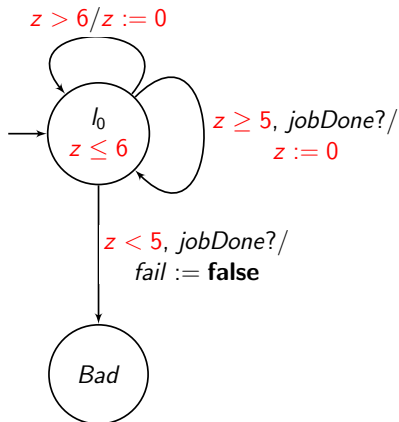 z > 6/z := 0
l₀
z ≤ 6
z ≥ 5, jobDone?/
z := 0
z < 5, jobDone?/
fail := false
Bad